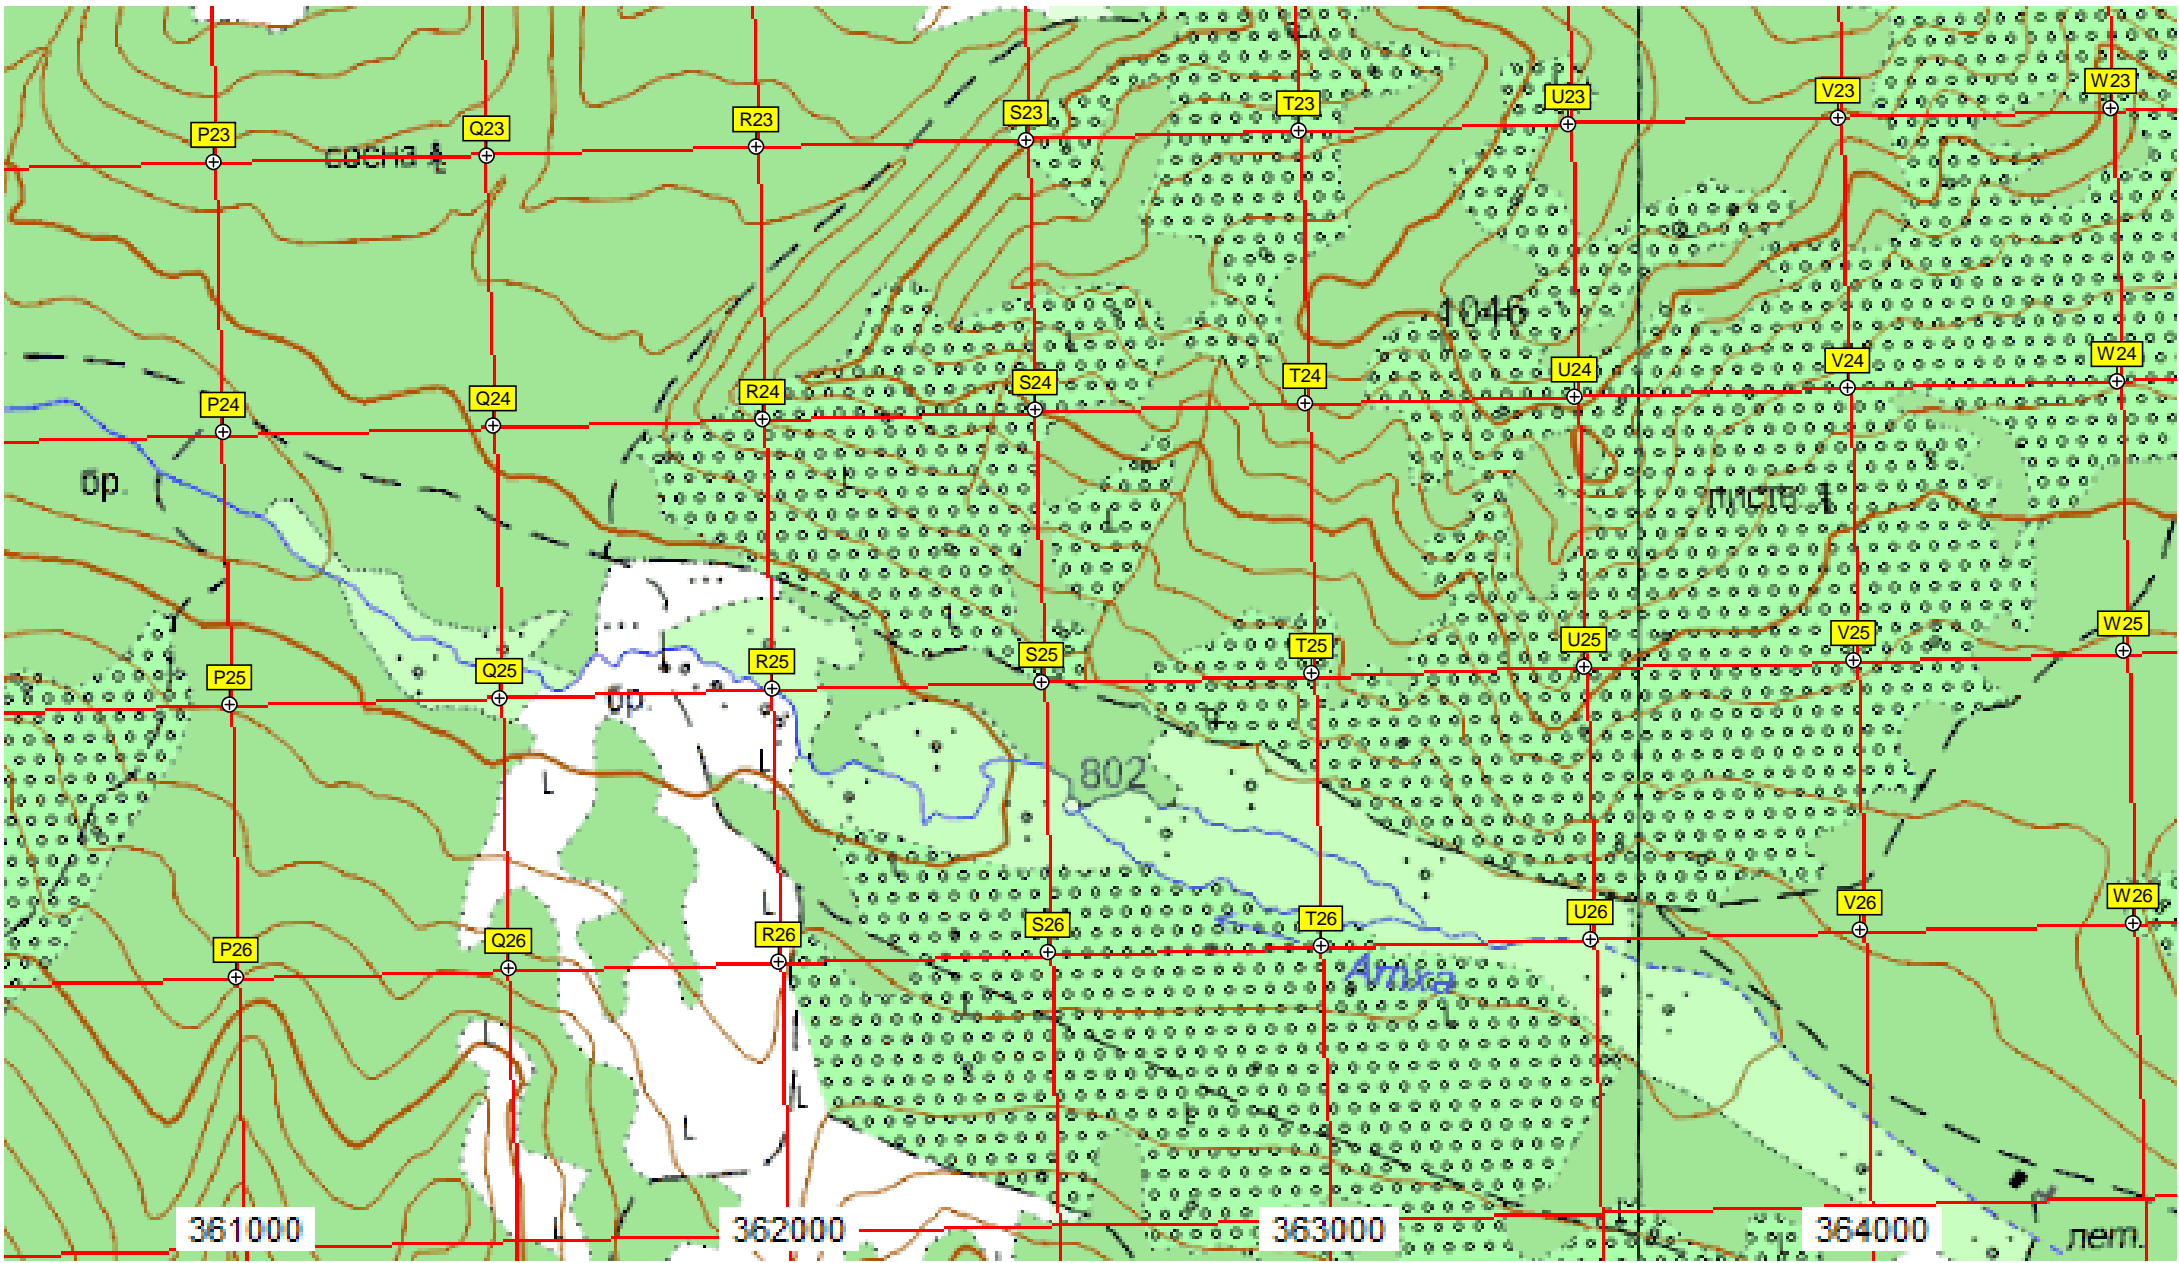 P23 Q23 R23 S23 T23 U23 V23 W23
сосна
1046
P24 Q24 R24 S24 T24 U24 V24 W24
бр.
листв.
P25 Q25 R25 S25 T25 U25 V25 W25
бр.
802
P26 Q26 R26 S26 T26 U26 V26 W26
Атха
361000 362000 363000 364000
лет.